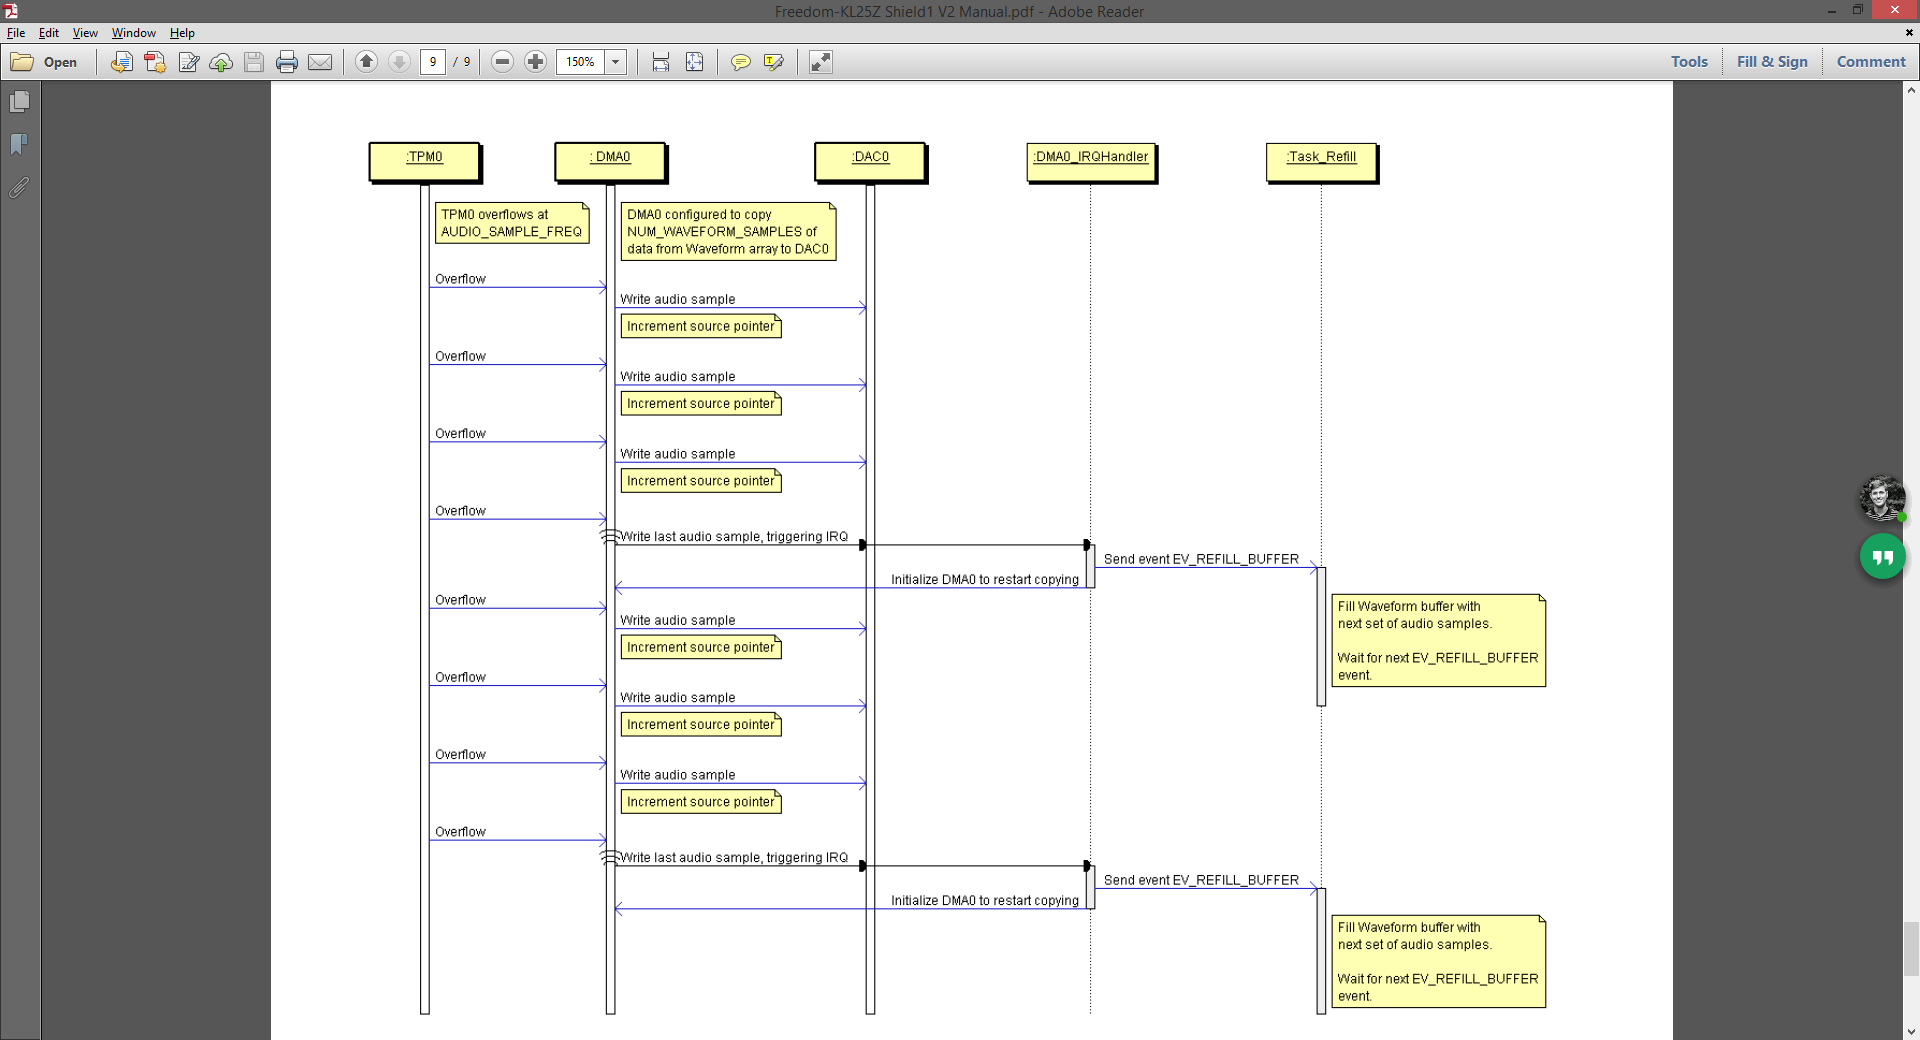 Freedom-KL25Z Shield1 V2 Manual.pdf - Adobe Reader
File Edit View Window Help
Open 9 / 9 150% Tools Fill & Sign Comment
:TPM0 : DMA0 :DAC0 :DMA0_IRQHandler :Task_Refill
TPM0 overflows at
AUDIO_SAMPLE_FREQ
DMA0 configured to copy
NUM_WAVEFORM_SAMPLES of
data from Waveform array to DAC0
Overflow
Write audio sample
Increment source pointer
Overflow
Write audio sample
Increment source pointer
Overflow
Write audio sample
Increment source pointer
Overflow
Write last audio sample, triggering IRQ
Send event EV_REFILL_BUFFER
Initialize DMA0 to restart copying
Overflow
Fill Waveform buffer with
next set of audio samples.
Wait for next EV_REFILL_BUFFER
event.
Write audio sample
Increment source pointer
Overflow
Write audio sample
Increment source pointer
Overflow
Write audio sample
Increment source pointer
Overflow
Write last audio sample, triggering IRQ
Send event EV_REFILL_BUFFER
Initialize DMA0 to restart copying
Fill Waveform buffer with
next set of audio samples.
Wait for next EV_REFILL_BUFFER
event.